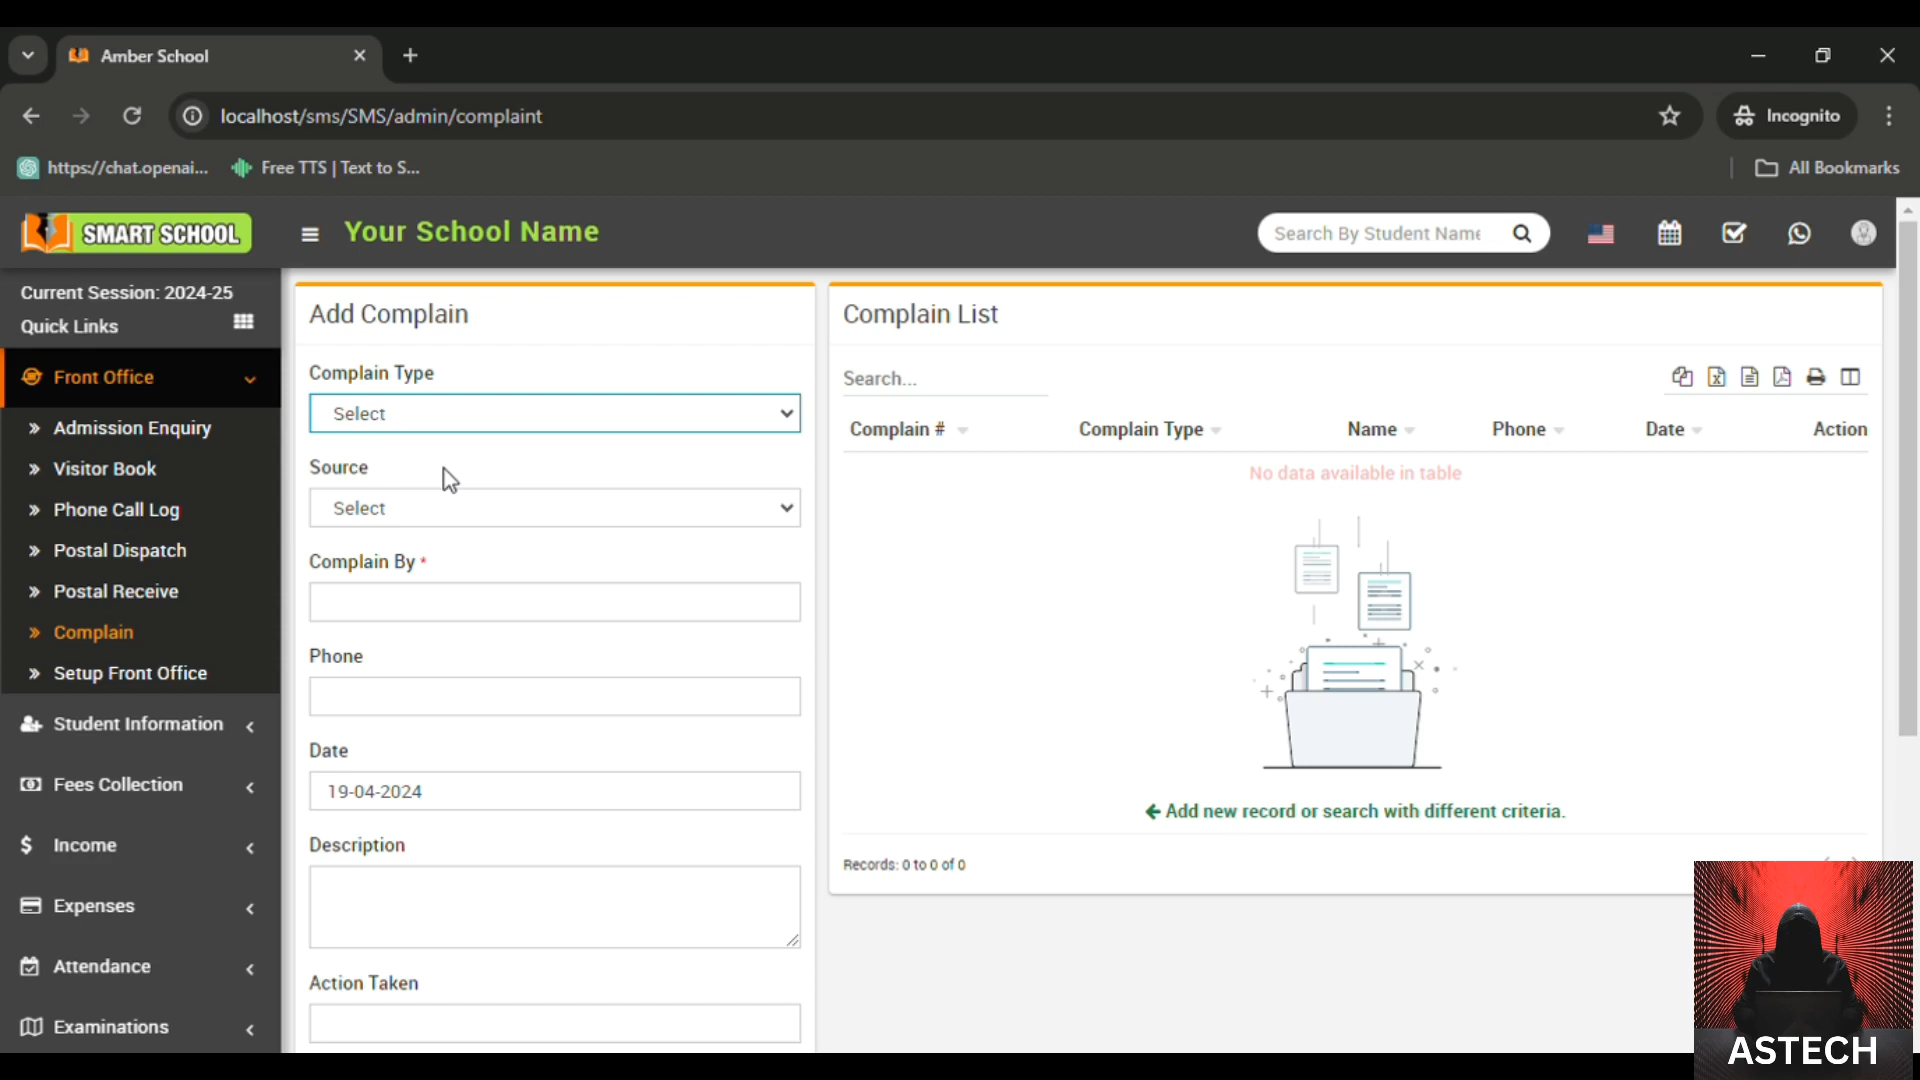 Amber School
localhost/sms/SMS/admin/complaint
Incognito
https://chat.openai...
Free TTS | Text to S...
All Bookmarks
SMART SCHOOL
Your School Name
Search By Student Name
Current Session: 2024-25
Quick Links
Front Office
Admission Enquiry
Visitor Book
Phone Call Log
Postal Dispatch
Postal Receive
Complain
Setup Front Office
Student Information
Fees Collection
Income
Expenses
Attendance
Examinations
Add Complain
Complain Type
Select
Source
Select
Complain By *
Phone
Date
19-04-2024
Description
Action Taken
Complain List
Search...
Complain # Complain Type Name Phone Date Action
No data available in table
Add new record or search with different criteria.
Records: 0 to 0 of 0
ASTECH